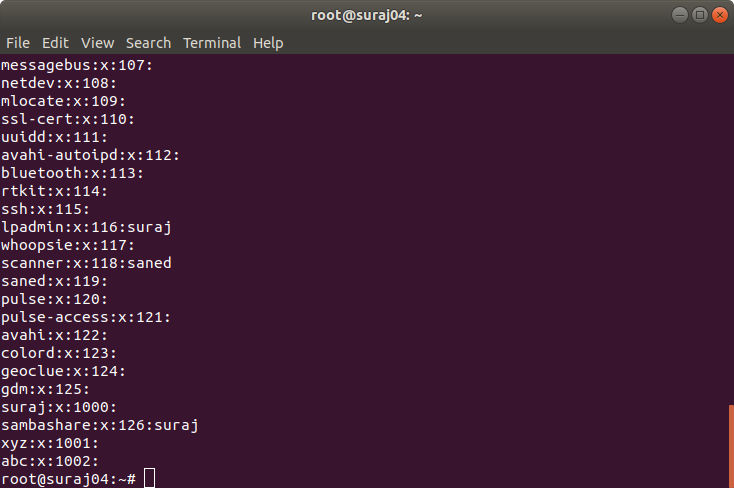 root@suraj04: ~
File Edit View Search Terminal Help
messagebus:x:107:
netdev:x:108:
mlocate:x:109:
ssl-cert:x:110:
uuidd:x:111:
avahi-autoipd:x:112:
bluetooth:x:113:
rtkit:x:114:
ssh:x:115:
lpadmin:x:116:suraj
whoopsie:x:117:
scanner:x:118:saned
saned:x:119:
pulse:x:120:
pulse-access:x:121:
avahi:x:122:
colord:x:123:
geoclue:x:124:
gdm:x:125:
suraj:x:1000:
sambashare:x:126:suraj
xyz:x:1001:
abc:x:1002:
root@suraj04:~#